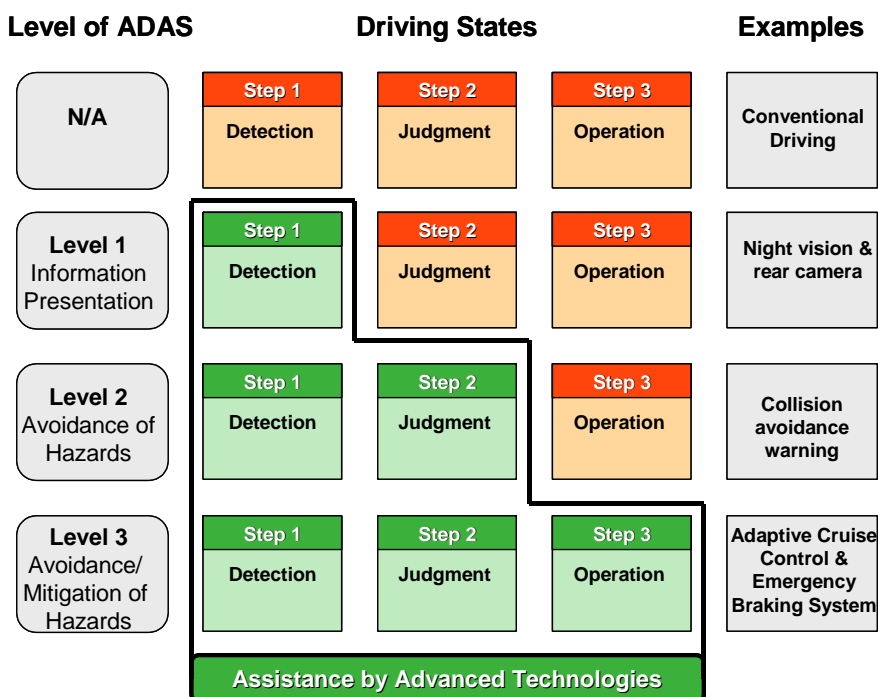 Level of ADAS
Driving States
Examples
N/A
Step 1
Detection
Step 2
Judgment
Step 3
Operation
Conventional
Driving
Level 1
Information
Presentation
Step 1
Detection
Step 2
Judgment
Step 3
Operation
Night vision &
rear camera
Level 2
Avoidance of
Hazards
Step 1
Detection
Step 2
Judgment
Step 3
Operation
Collision
avoidance
warning
Level 3
Avoidance/
Mitigation of
Hazards
Step 1
Detection
Step 2
Judgment
Step 3
Operation
Adaptive Cruise
Control &
Emergency
Braking System
Assistance by Advanced Technologies